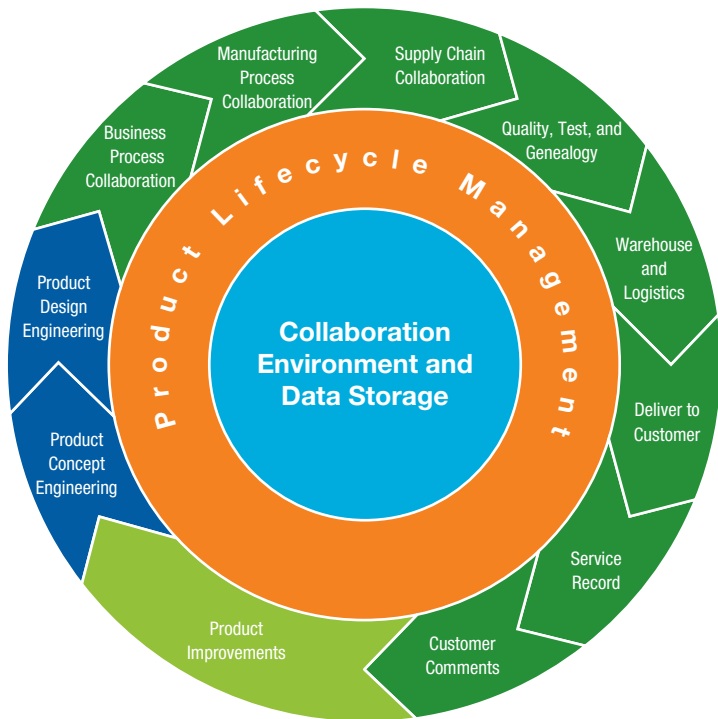 Manufacturing
Process
Collaboration
Supply Chain
Collaboration
Quality, Test, and
Genealogy
Warehouse
and
Logistics
Deliver to
Customer
Service
Record
Customer
Comments
Product
Improvements
Product
Concept
Engineering
Product
Design
Engineering
Business
Process
Collaboration
Product Lifecycle Management
Collaboration
Environment and
Data Storage